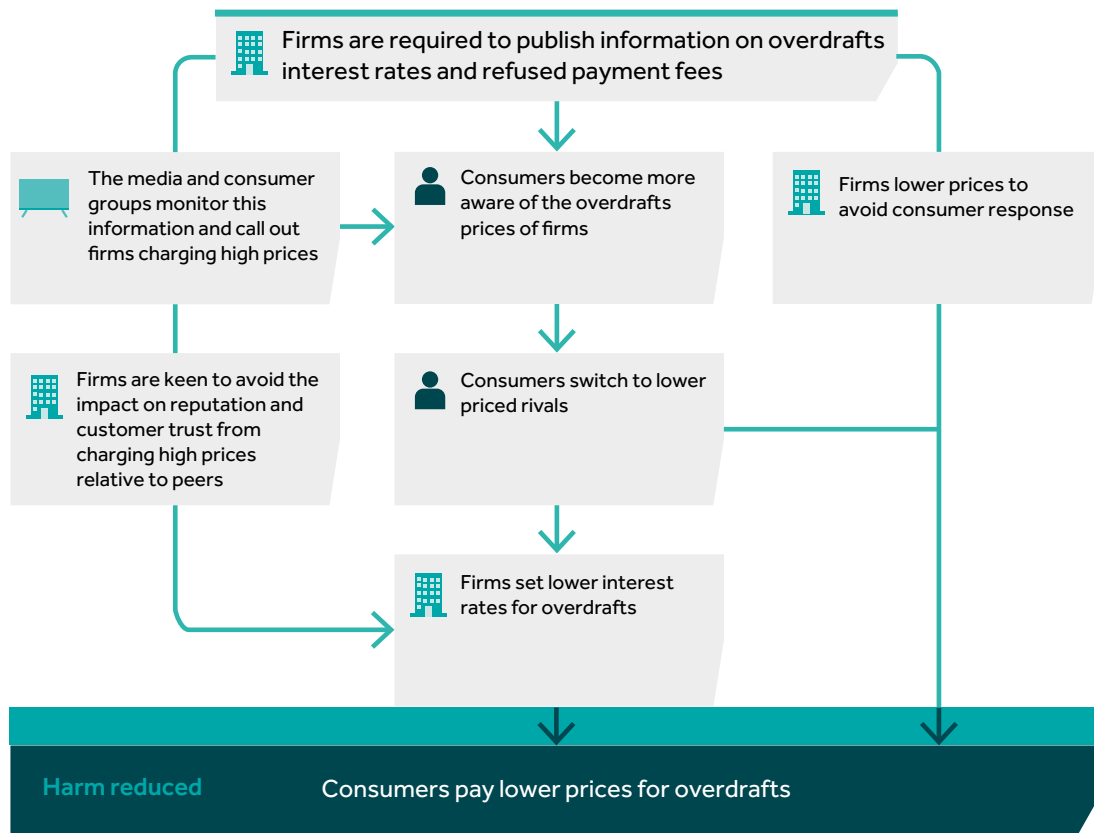 Firms are required to publish information on overdrafts
interest rates and refused payment fees
The media and consumer
groups monitor this
information and call out
firms charging high prices
Consumers become more
aware of the overdrafts
prices of firms
Firms lower prices to
avoid consumer response
Firms are keen to avoid the
impact on reputation and
customer trust from
charging high prices
relative to peers
Consumers switch to lower
priced rivals
Firms set lower interest
rates for overdrafts
Harm reduced
Consumers pay lower prices for overdrafts